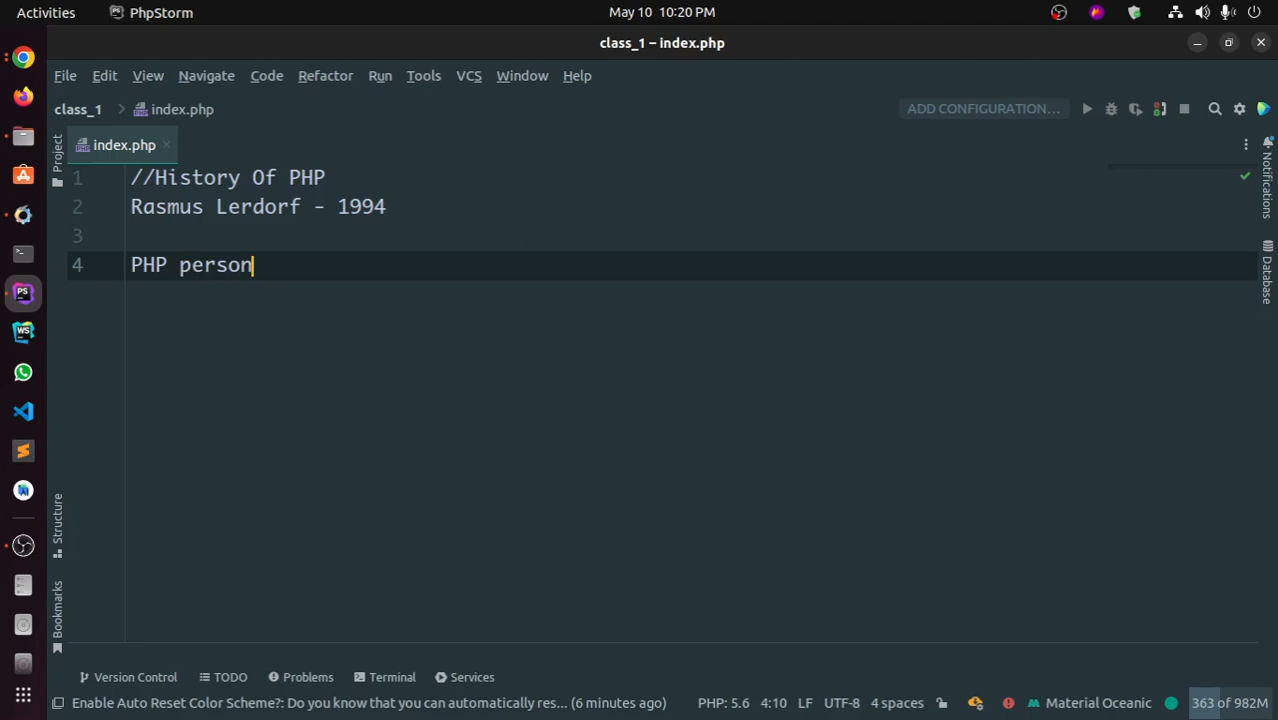 Activities PhpStorm May 10 10:20 PM
class_1 – index.php
File Edit View Navigate Code Refactor Run Tools VCS Window Help
class_1 index.php ADD CONFIGURATION...
index.php
Project
Notifications
Database
Structure
Bookmarks
1 //History Of PHP
2 Rasmus Lerdorf - 1994
3
4 PHP person
Version Control TODO Problems Terminal Services
Enable Auto Reset Color Scheme?: Do you know that you can automatically res... (6 minutes ago) PHP: 5.6 4:10 LF UTF-8 4 spaces Material Oceanic 363 of 982M